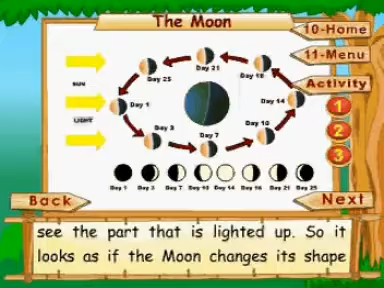 The Moon
10-Home
11-Menu
Activity
1
2
3
SUN
LIGHT
Day 21
Day 25
Day 18
Day 1
Day 14
Day 3
Day 10
Day 7
Day 1 Day 3 Day 7 Day 10 Day 14 Day 18 Day 21 Day 25
Back
Next
see the part that is lighted up. So it
looks as if the Moon changes its shape